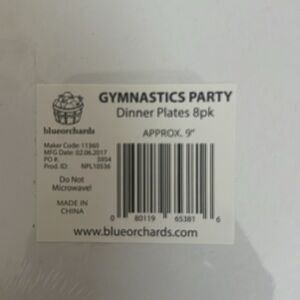 GYMNASTICS PARTY
Dinner Plates 8pk
blueorchards
APPROX. 9"
Maker Code: 11360
MFG Date: 02.06.2017
PO #: 5954
Prod. ID: NPL10536
Do Not
Microwave!
MADE IN
CHINA
0 80119 65381 6
www.blueorchards.com